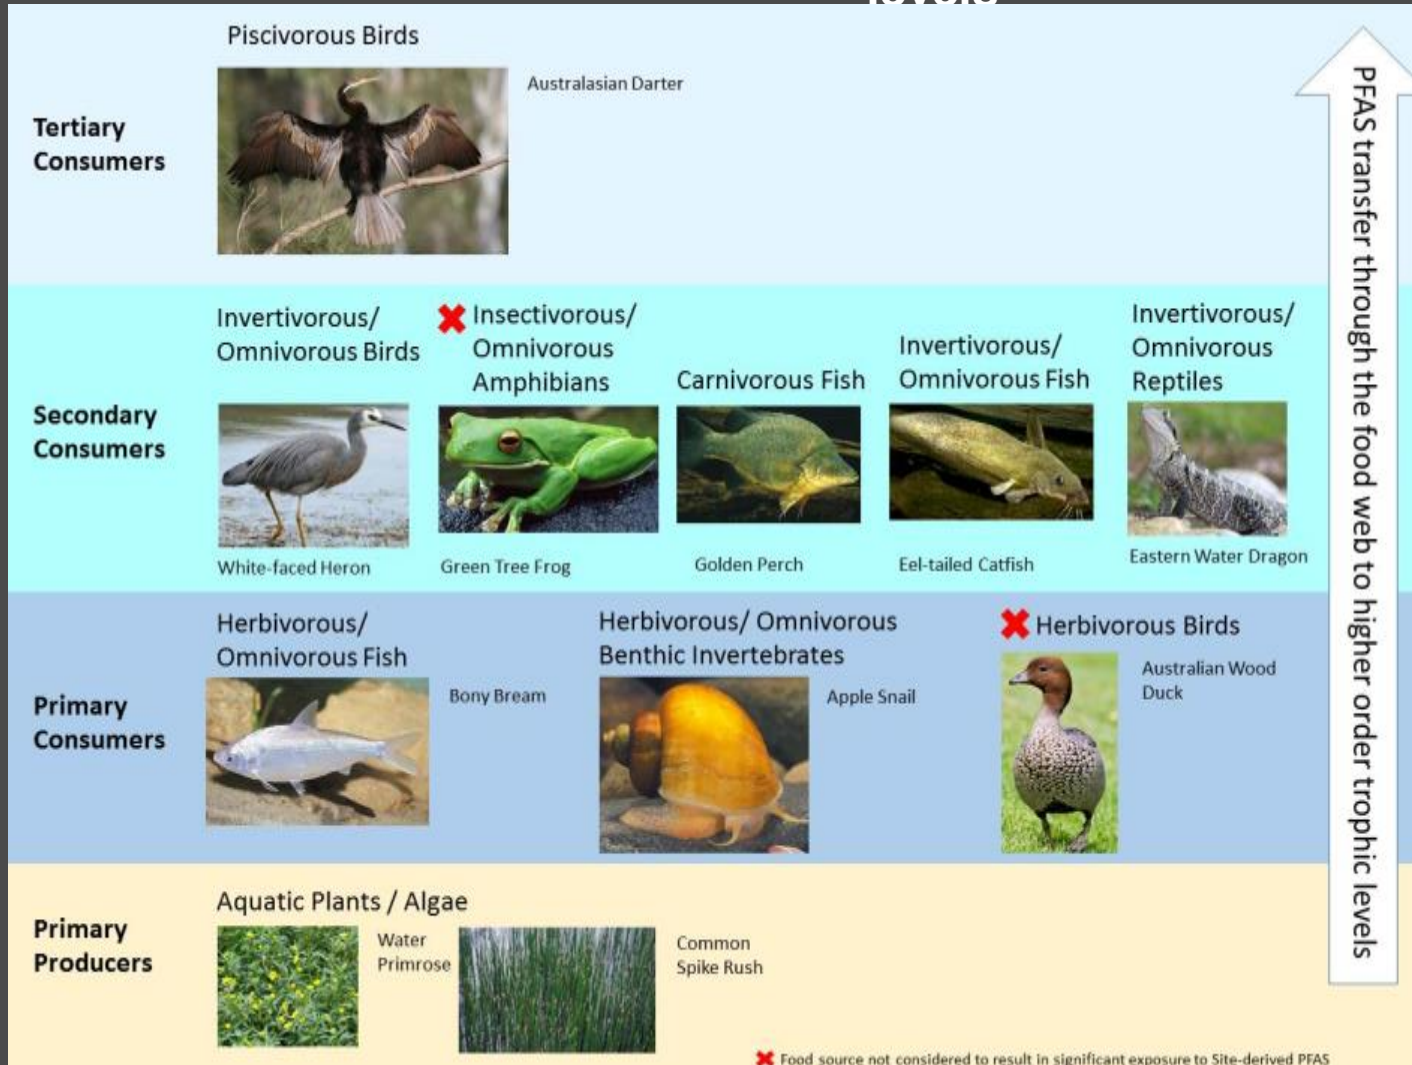 levels
Piscivorous Birds
Australasian Darter
Tertiary
Consumers
Invertivorous/
Omnivorous Birds
✖ Insectivorous/
Omnivorous
Amphibians
Carnivorous Fish
Invertivorous/
Omnivorous Fish
Invertivorous/
Omnivorous
Reptiles
Secondary
Consumers
White-faced Heron
Green Tree Frog
Golden Perch
Eel-tailed Catfish
Eastern Water Dragon
Herbivorous/
Omnivorous Fish
Herbivorous/ Omnivorous
Benthic Invertebrates
✖ Herbivorous Birds
Primary
Consumers
Bony Bream
Apple Snail
Australian Wood
Duck
Aquatic Plants / Algae
Primary
Producers
Water
Primrose
Common
Spike Rush
✖ Food source not considered to result in significant exposure to Site-derived PFAS
PFAS transfer through the food web to higher order trophic levels